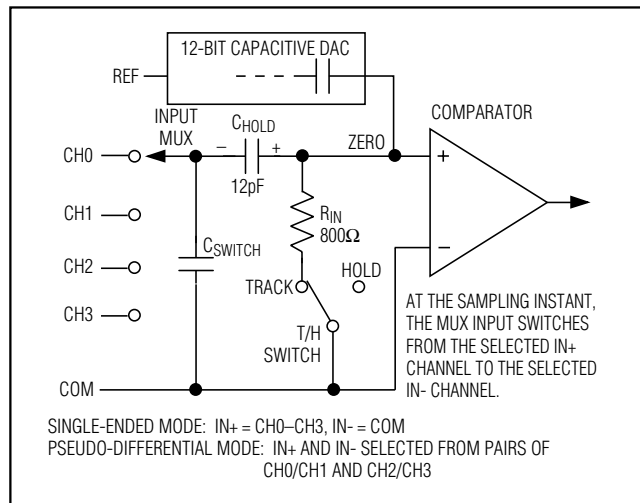 12-BIT CAPACITIVE DAC
REF
COMPARATOR
INPUT
MUX
CHOLD
ZERO
CH0
– +
+
12pF
CH1
RIN
800Ω
–
CSWITCH
HOLD
CH2
TRACK
CH3
T/H
SWITCH
AT THE SAMPLING INSTANT,
THE MUX INPUT SWITCHES
FROM THE SELECTED IN+
CHANNEL TO THE SELECTED
IN- CHANNEL.
COM
SINGLE-ENDED MODE: IN+ = CH0–CH3, IN- = COM
PSEUDO-DIFFERENTIAL MODE: IN+ AND IN- SELECTED FROM PAIRS OF
CH0/CH1 AND CH2/CH3